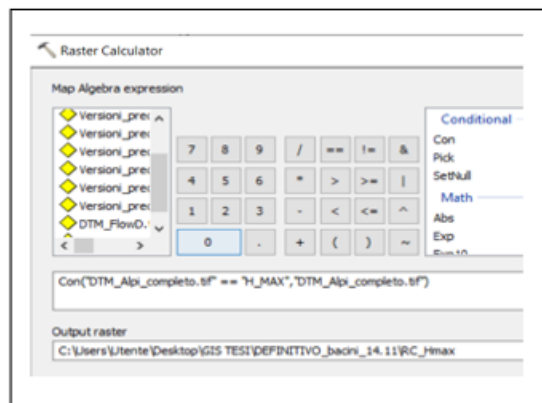 Raster Calculator
Map Algebra expression
Versioni_prec
Versioni_prec
Versioni_prec
Versioni_prec
Versioni_prec
Versioni_prec
DTM_FlowD.
7 8 9 / == != &
4 5 6 * > >= |
1 2 3 - < <= ^
0 . + ( ) ~
Conditional
Con
Pick
SetNull
Math
Abs
Exp
Exp10
Con("DTM_Alpi_completo.tif" == "H_MAX","DTM_Alpi_completo.tif")
Output raster
C:\Users\Utente\Desktop\GIS TESI\DEFINITIVO_bacini_14.11\RC_Hmax